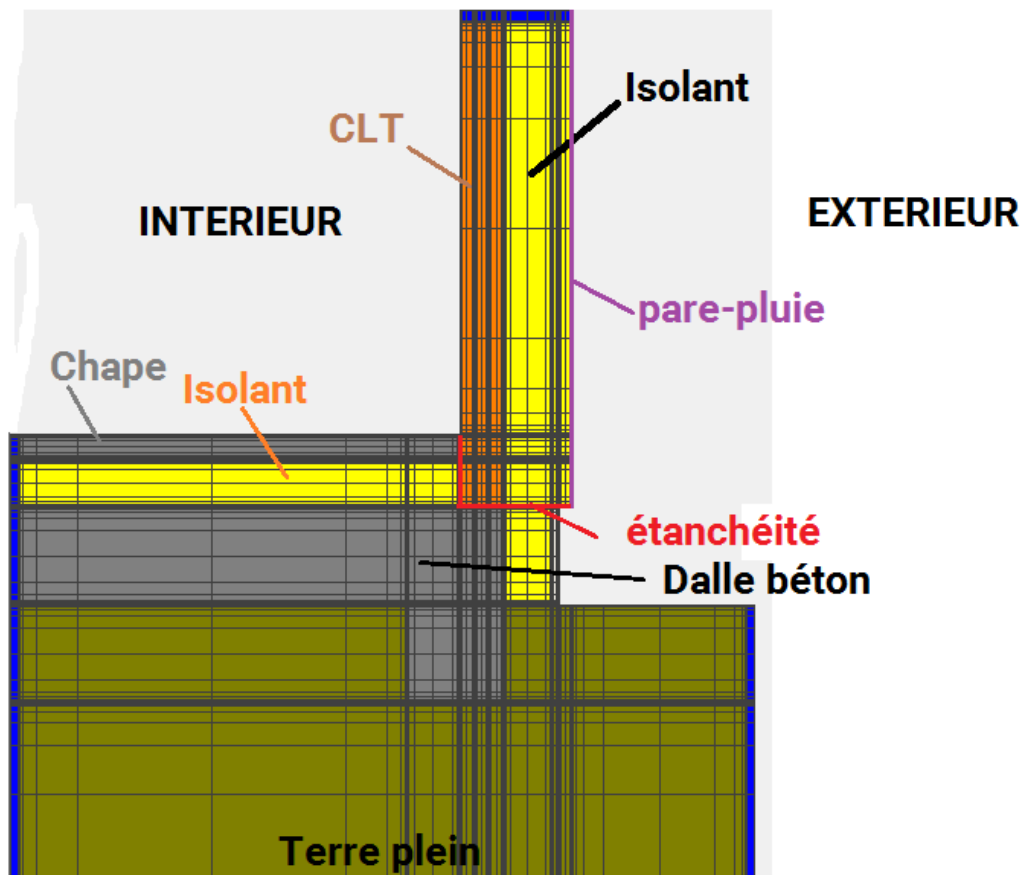 Isolant
CLT
INTERIEUR
EXTERIEUR
pare-pluie
Chape
Isolant
étanchéité
Dalle béton
Terre plein